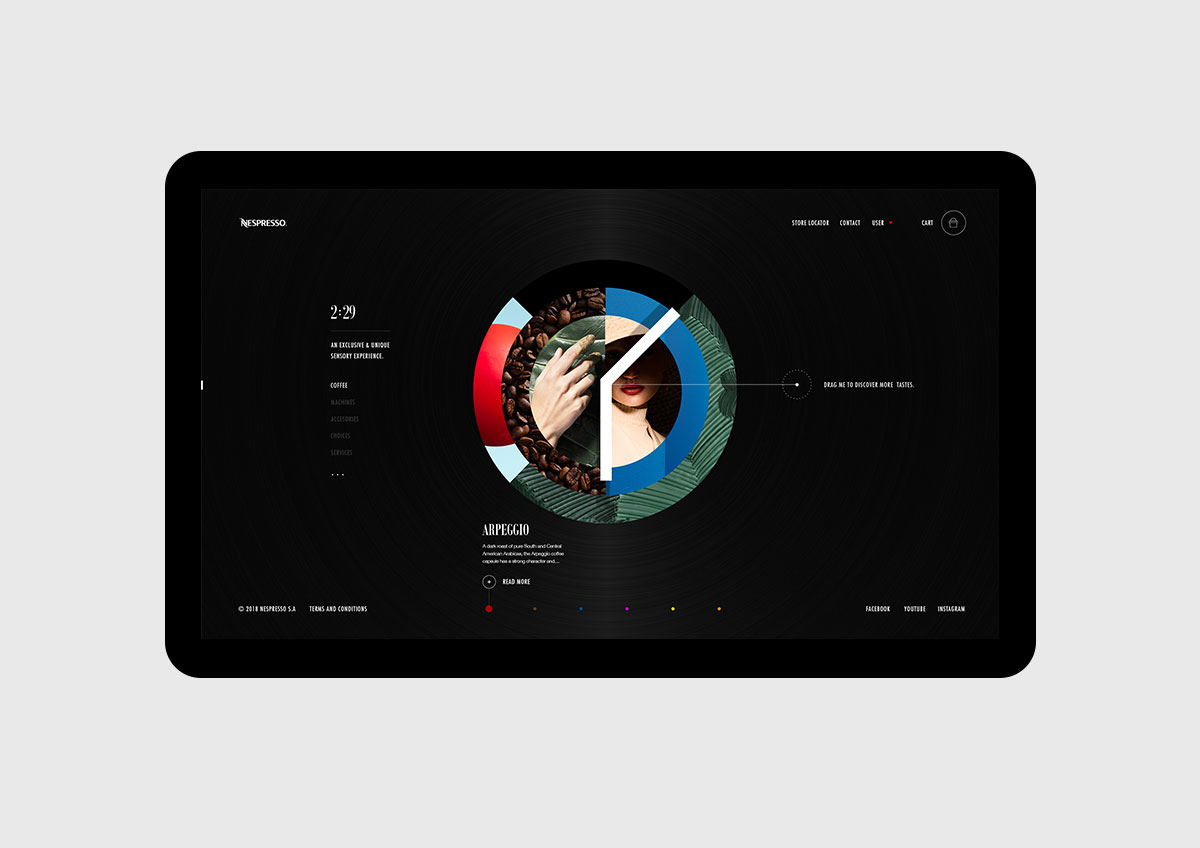 NESPRESSO.
STORE LOCATOR CONTACT USER CART
2:29
AN EXCLUSIVE & UNIQUE
SENSORY EXPERIENCE.
COFFEE
MACHINES
ACCESORIES
CHOICES
SERVICES
DRAG ME TO DISCOVER MORE TASTES.
ARPEGGIO
A dark roast of pure South and Central
American Arabicas, the Arpeggio coffee
capsule has a strong character and...
READ MORE
© 2018 NESPRESSO S.A TERMS AND CONDITIONS
FACEBOOK YOUTUBE INSTAGRAM